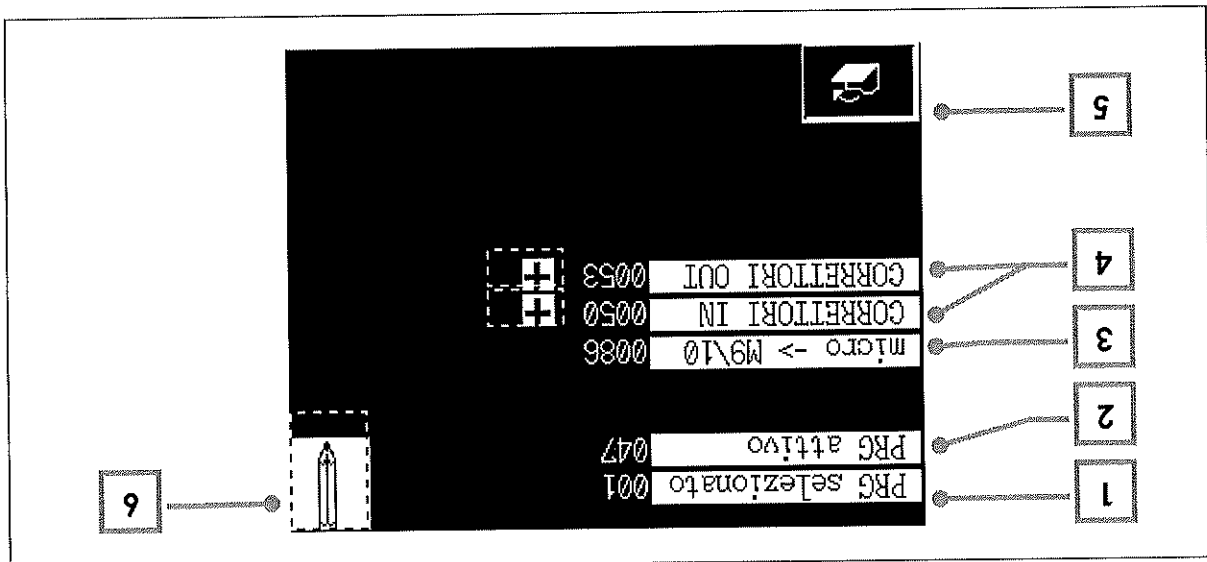 1 PRG selezionato 001 6
2 PRG attivo 047
3 micro -> M9\10 0086
4 CORRETTORI IN 0050 +
CORRETTORI OUT 0053 +
5